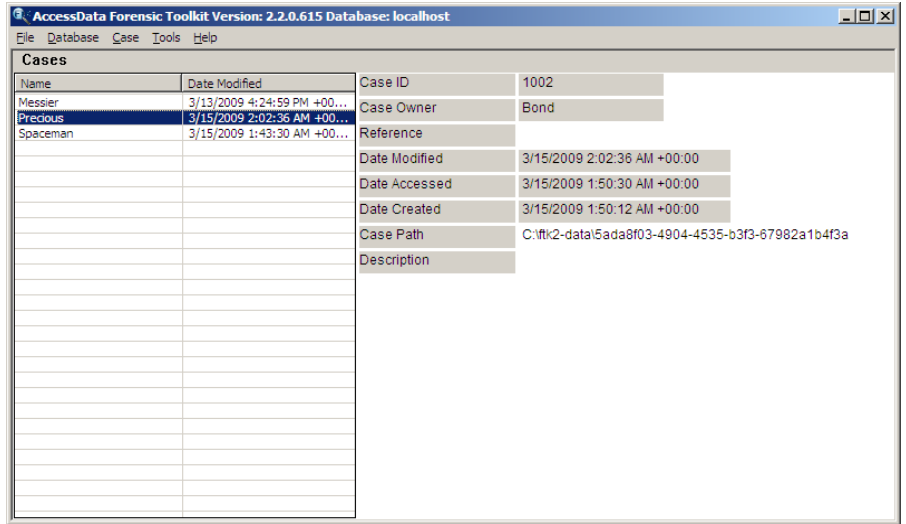 AccessData Forensic Toolkit Version: 2.2.0.615 Database: localhost
File Database Case Tools Help
Cases
Name Date Modified
Messier 3/13/2009 4:24:59 PM +00...
Precious 3/15/2009 2:02:36 AM +00...
Spaceman 3/15/2009 1:43:30 AM +00...
Case ID 1002
Case Owner Bond
Reference
Date Modified 3/15/2009 2:02:36 AM +00:00
Date Accessed 3/15/2009 1:50:30 AM +00:00
Date Created 3/15/2009 1:50:12 AM +00:00
Case Path C:\ftk2-data\5ada8f03-4904-4535-b3f3-67982a1b4f3a
Description